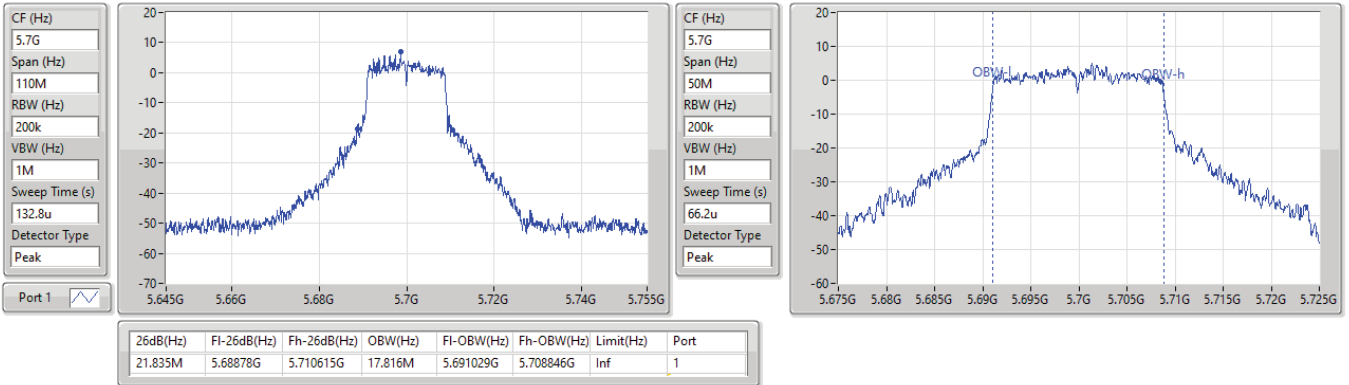 CF (Hz)
5.7G
Span (Hz)
110M
RBW (Hz)
200k
VBW (Hz)
1M
Sweep Time (s)
132.8u
Detector Type
Peak
Port 1
20
10
0
-10
-20
-30
-40
-50
-60
-70
5.645G 5.66G 5.68G 5.7G 5.72G 5.74G 5.755G
CF (Hz)
5.7G
Span (Hz)
50M
RBW (Hz)
200k
VBW (Hz)
1M
Sweep Time (s)
66.2u
Detector Type
Peak
20
10
0
-10
-20
-30
-40
-50
-60
OBW-l OBW-h
5.675G 5.68G 5.685G 5.69G 5.695G 5.7G 5.705G 5.71G 5.715G 5.72G 5.725G
26dB(Hz) Fl-26dB(Hz) Fh-26dB(Hz) OBW(Hz) Fl-OBW(Hz) Fh-OBW(Hz) Limit(Hz) Port
21.835M 5.68878G 5.710615G 17.816M 5.691029G 5.708846G Inf 1